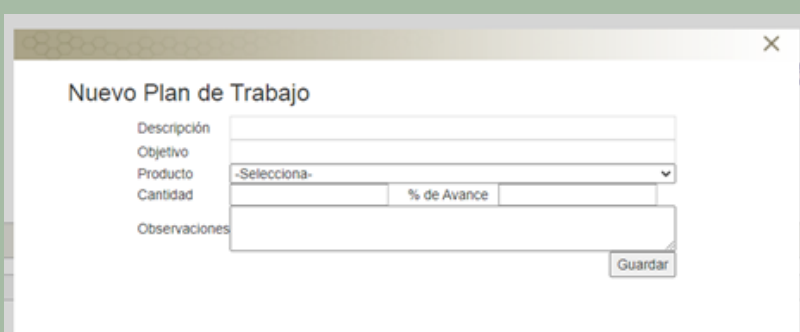 Nuevo Plan de Trabajo
Descripción
Objetivo
Producto -Selecciona-
Cantidad % de Avance
Observaciones
Guardar